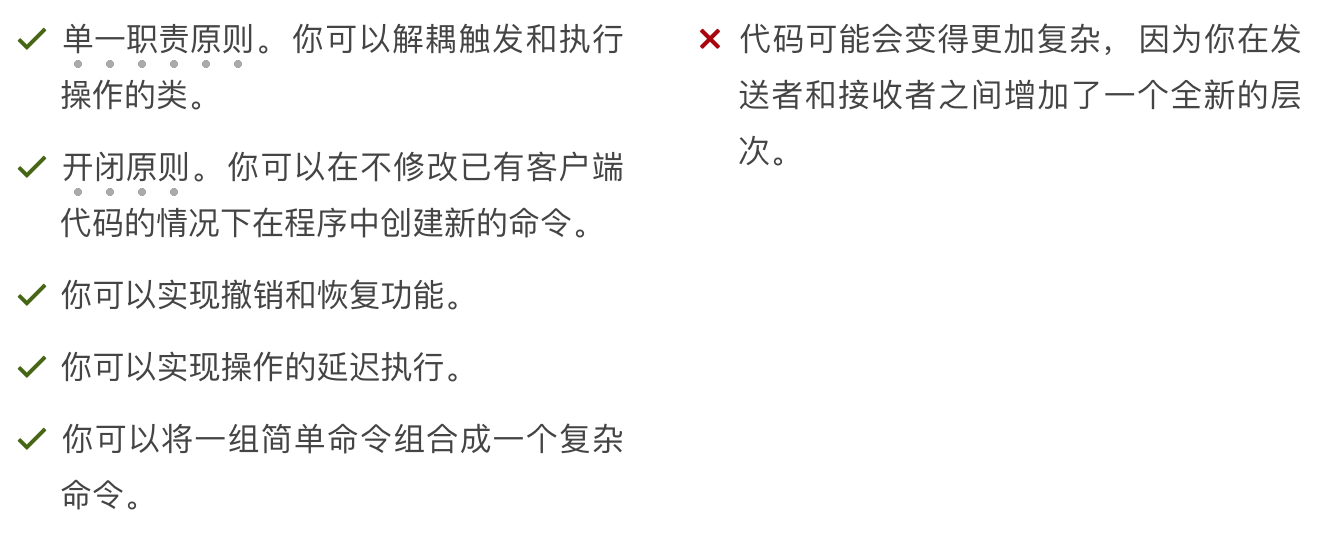 单一职责原则。你可以解耦触发和执行
操作的类。
开闭原则。你可以在不修改已有客户端
代码的情况下在程序中创建新的命令。
你可以实现撤销和恢复功能。
你可以实现操作的延迟执行。
你可以将一组简单命令组合成一个复杂
命令。
代码可能会变得更加复杂，因为你在发
送者和接收者之间增加了一个全新的层
次。